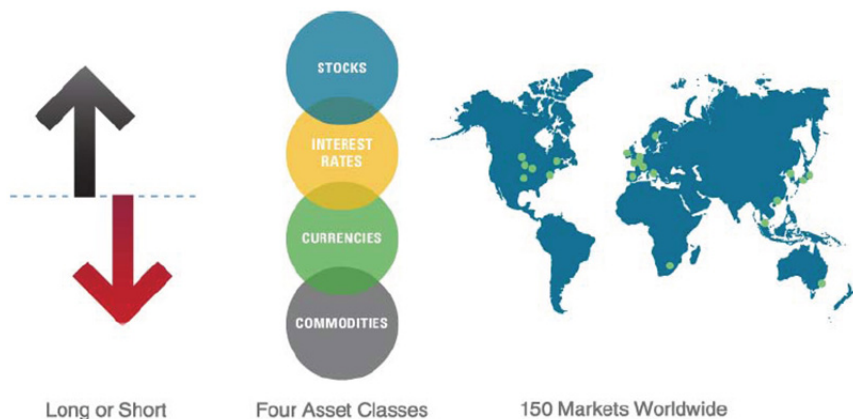 STOCKS
INTEREST
RATES
CURRENCIES
COMMODITIES
Long or Short
Four Asset Classes
150 Markets Worldwide